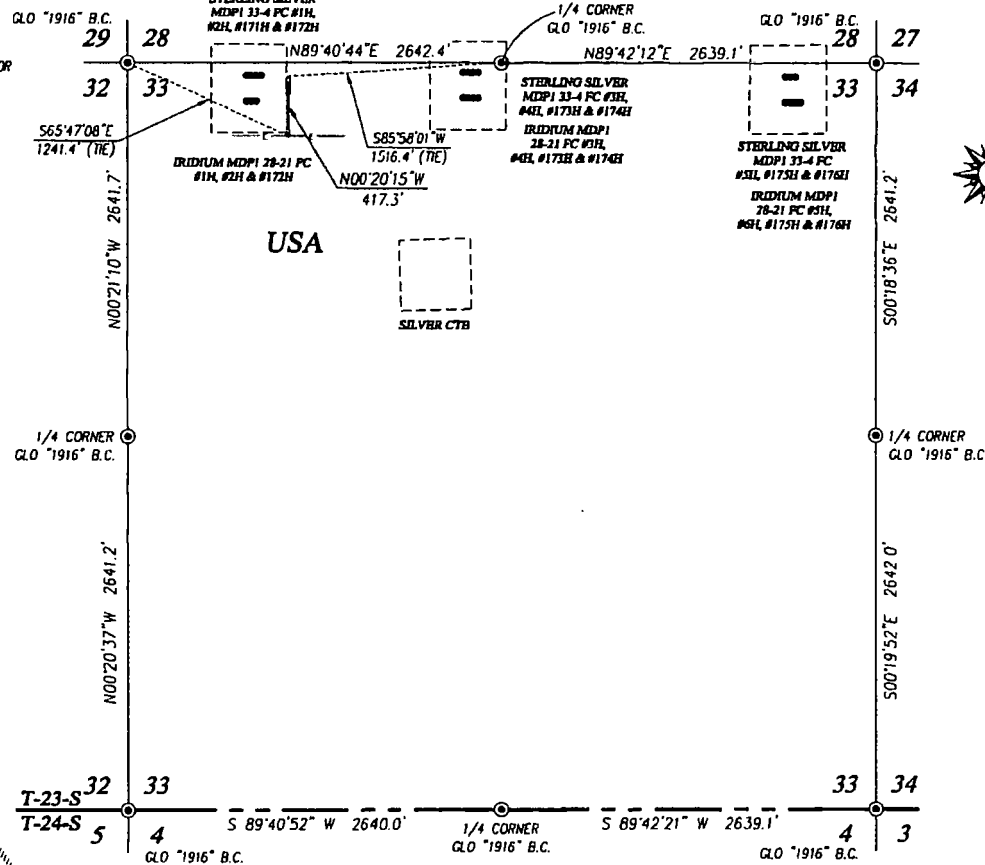 STERLING SILVER
MDP1 33-4 FC #1H,
#2H, #171H & #172H
1/4 CORNER
GLO "1916" B.C.
GLO "1916" B.C.
GLO "1916" B.C.
29 28
N89°40'44"E 2642.4'
N89°42'12"E 2639.1'
28 27
OR
32 33
33 34
STERLING SILVER
MDP1 33-4 FC #3H,
#4H, #173H & #174H
IRIDIUM MDP1
28-21 FC #3H,
#4H, #173H & #174H
S65°47'08"E
1241.4' (TIE)
S85°58'01"W
1516.4' (TIE)
IRIDIUM MDP1 28-21 FC
#1H, #2H & #172H
N00°20'15"W
417.3'
STERLING SILVER
MDP1 33-4 FC
#5H, #175H & #176H
IRIDIUM MDP1
28-21 FC #5H,
#6H, #175H & #176H
N00°21'10"W 2641.7'
USA
S00°18'36"E 2641.2'
SILVER CTB
1/4 CORNER
GLO "1916" B.C.
1/4 CORNER
GLO "1916" B.C.
N00°20'37"W 2641.2'
S00°19'52"E 2642.0'
T-23-S 32 33
33 34
T-24-S 5 4
S 89°40'52" W 2640.0'
1/4 CORNER
GLO "1916" B.C.
S 89°42'21" W 2639.1'
4 3
GLO "1916" B.C.
GLO "1916" B.C.